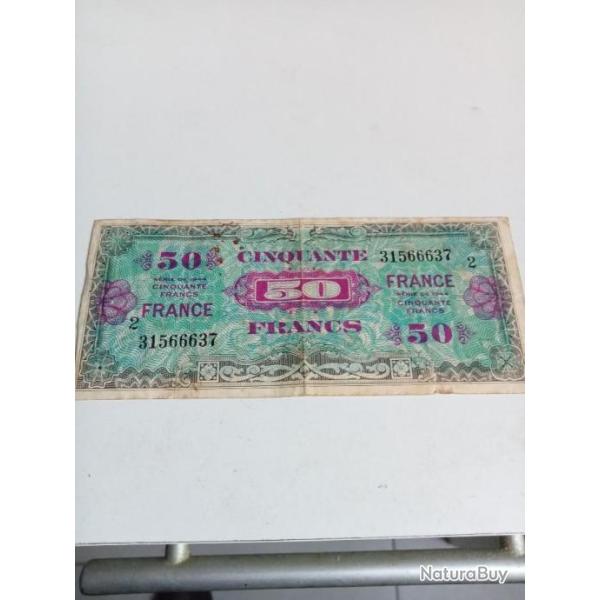 50 CINQUANTE 31566637 2
SÉRIE DE 1944
CINQUANTE
FRANCS
FRANCE
2
31566637
50
FRANCS
FRANCE
SÉRIE DE 1944
CINQUANTE
FRANCS
50
NaturaBuy